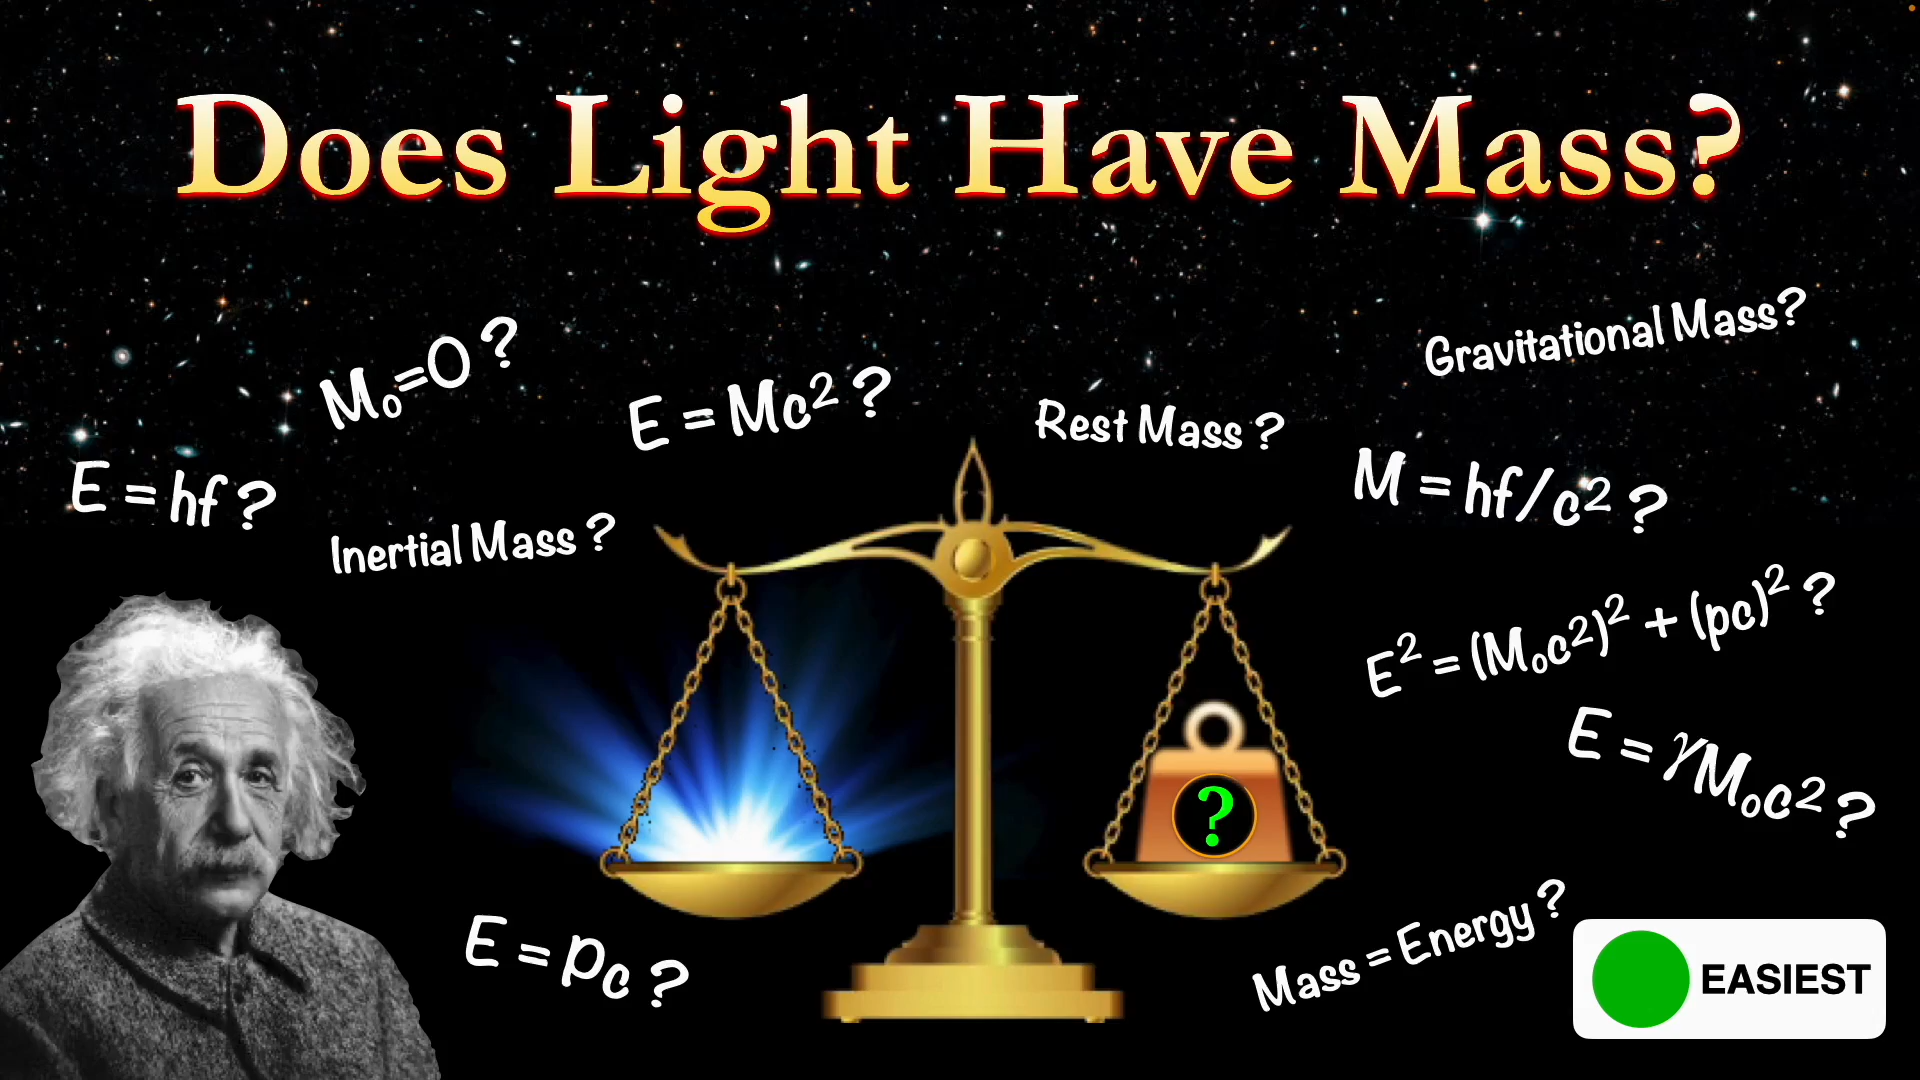 Does Light Have Mass?
Gravitational Mass?
M₀=0 ?
E = Mc² ?
Rest Mass ?
E = hf ?
M = hf/c² ?
Inertial Mass ?
E² = (M₀c²)² + (pc)² ?
E = γM₀c² ?
?
Mass = Energy ?
E = pc ?
EASIEST